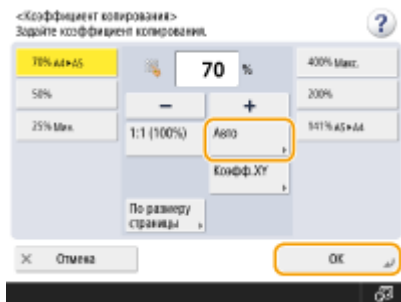 <Коэффициент копирования>
Задайте коэффициент копирования.
?
70% A4▶A5
70 %
400% Макс.
50%
200%
− +
25% Мин.
1:1 (100%)
Авто
141% A5▶A4
Коэфф.XY
По размеру
страницы
× Отмена
OK